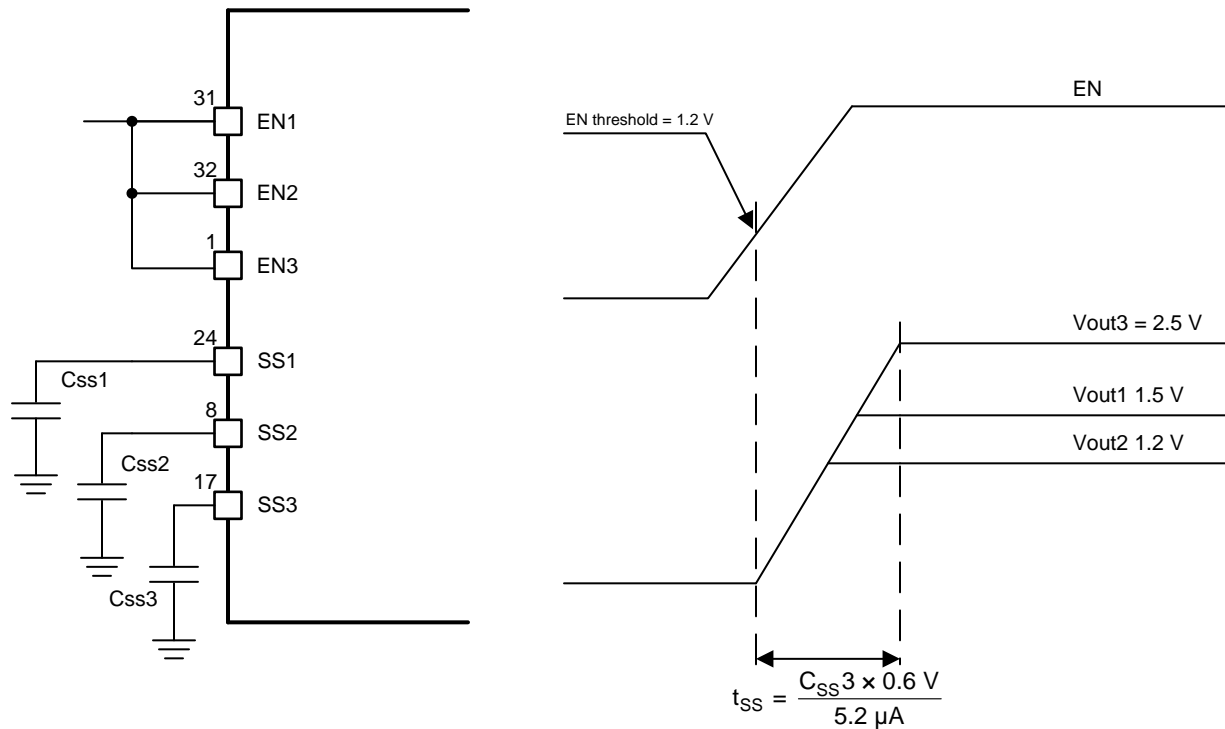 31
EN1
32
EN2
1
EN3
24
SS1
Css1
8
SS2
Css2
17
SS3
Css3
EN
EN threshold = 1.2 V
Vout3 = 2.5 V
Vout1 1.5 V
Vout2 1.2 V
tSS = CSS3 × 0.6 V
5.2 µA